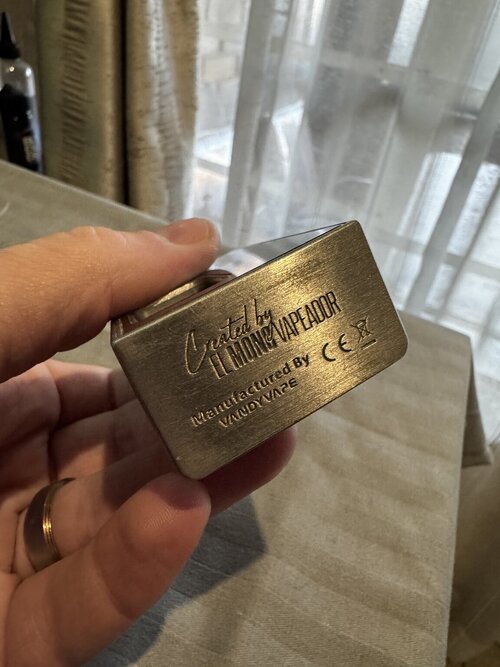 Created by
EL MONO VAPEADOR
Manufactured By
VANDYVAPE
CE